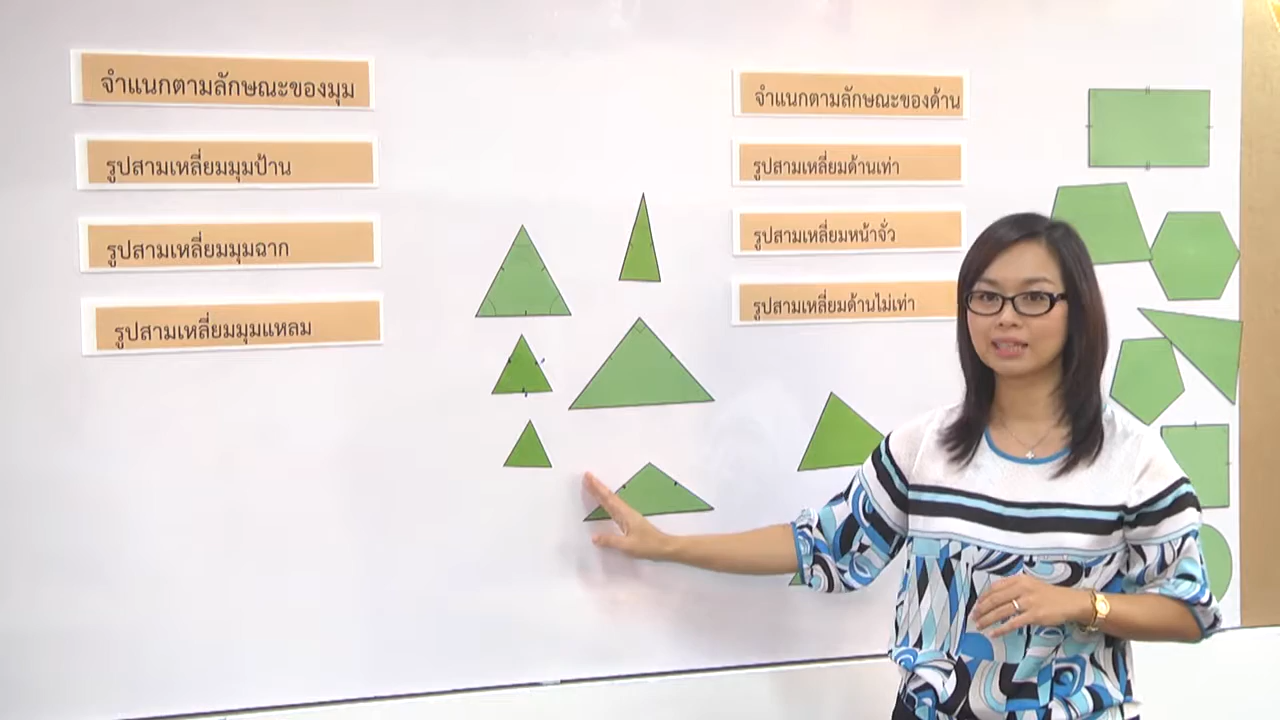 จำแนกตามลักษณะของมุม
รูปสามเหลี่ยมมุมป้าน
รูปสามเหลี่ยมมุมฉาก
รูปสามเหลี่ยมมุมแหลม
จำแนกตามลักษณะของด้าน
รูปสามเหลี่ยมด้านเท่า
รูปสามเหลี่ยมหน้าจั่ว
รูปสามเหลี่ยมด้านไม่เท่า